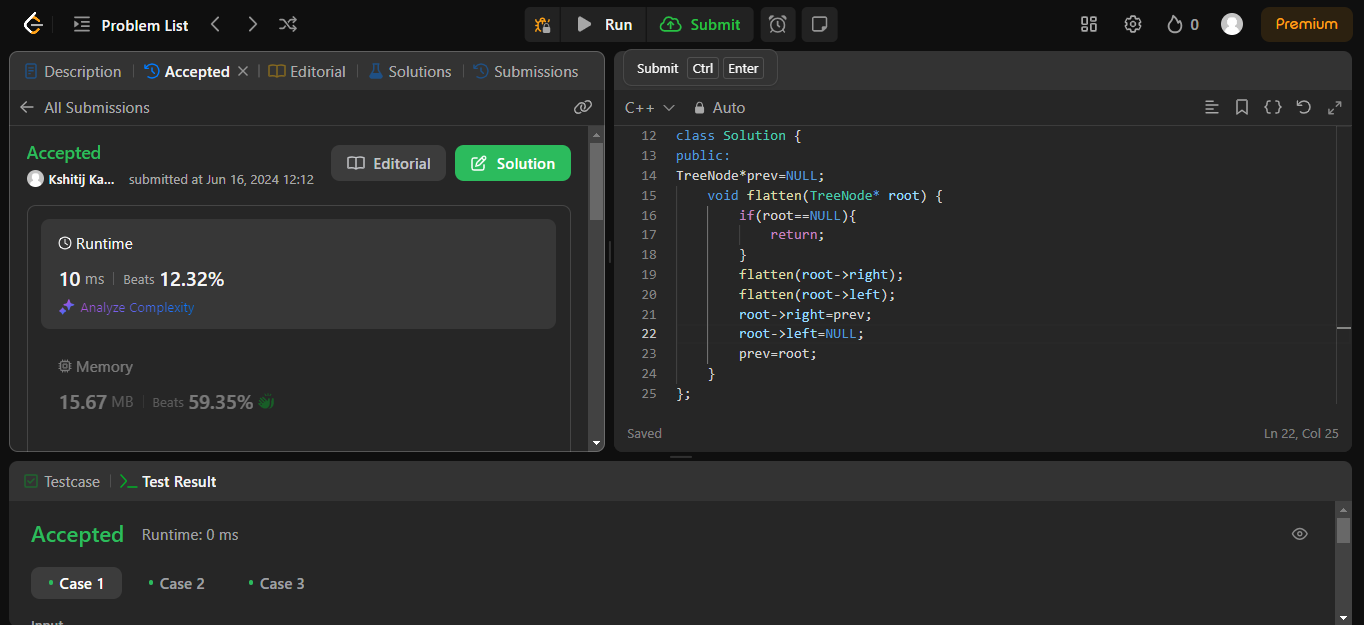 Problem List
Run
Submit
0
Premium
Description
Accepted
Editorial
Solutions
Submissions
All Submissions
Accepted
Kshitij Ka...
submitted at Jun 16, 2024 12:12
Editorial
Solution
Runtime
10 ms
Beats 12.32%
Analyze Complexity
Memory
15.67 MB
Beats 59.35%
Submit Ctrl Enter
C++
Auto
12 class Solution {
13 public:
14 TreeNode*prev=NULL;
15     void flatten(TreeNode* root) {
16         if(root==NULL){
17             return;
18         }
19         flatten(root->right);
20         flatten(root->left);
21         root->right=prev;
22         root->left=NULL;
23         prev=root;
24     }
25 };
Saved
Ln 22, Col 25
Testcase
>_ Test Result
Accepted
Runtime: 0 ms
Case 1
Case 2
Case 3
Input